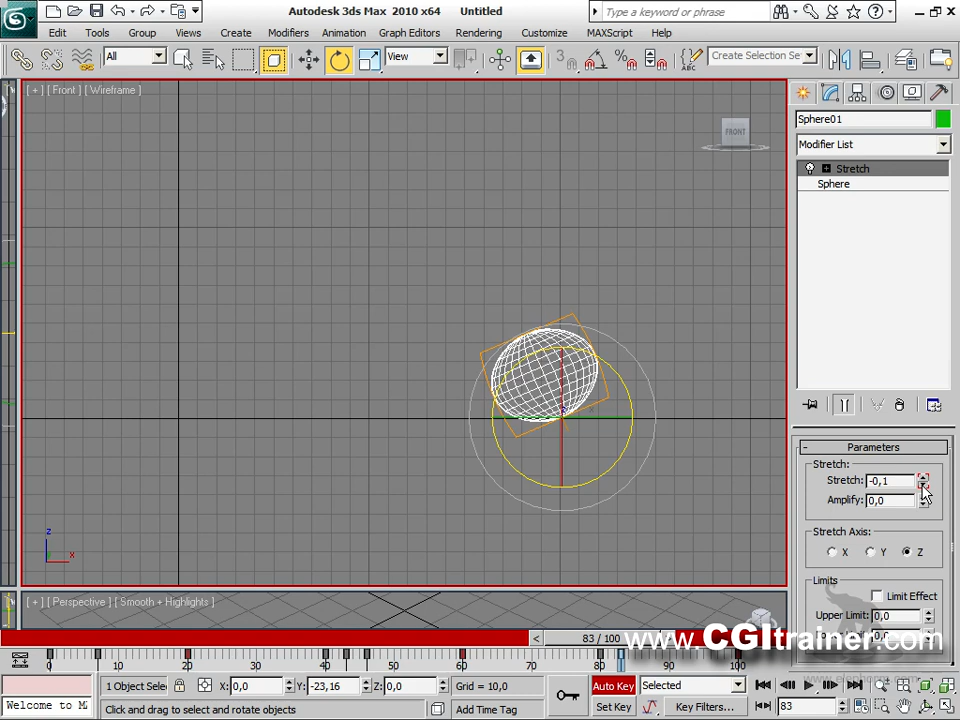 Autodesk 3ds Max 2010 x64 Untitled
Type a keyword or phrase
Edit Tools Group Views Create Modifiers Animation Graph Editors Rendering Customize MAXScript Help
All View Create Selection Se
[ + ] [ Front ] [ Wireframe ]
FRONT
Sphere01
Modifier List
Stretch
Sphere
Parameters
Stretch:
Stretch: -0,1
Amplify: 0,0
Stretch Axis:
X Y Z
Limits
Limit Effect
Upper Limit: 0,0
0,0
z
x
[ + ] [ Perspective ] [ Smooth + Highlights ]
< 83 / 100
www.CGItrainer.com
0 10 20 30 40 50 60 70 80 90 100
1 Object Selec X: 0,0 Y: -23,16 Z: 0,0 Grid = 10,0 Auto Key Selected
Welcome to M Click and drag to select and rotate objects Add Time Tag Set Key Key Filters... 83